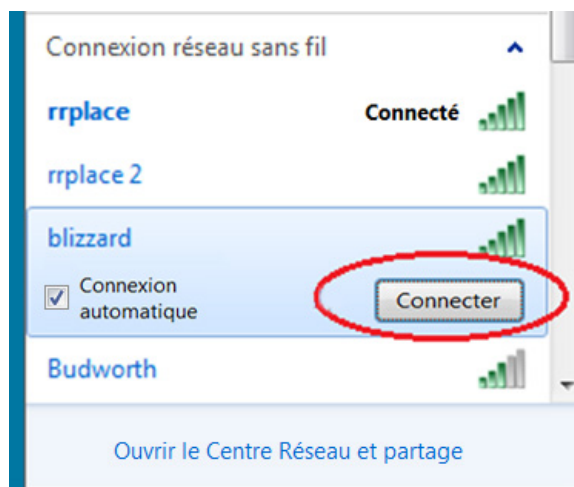 Connexion réseau sans fil
rrplace Connecté
rrplace 2
blizzard
Connexion
automatique
Connecter
Budworth
Ouvrir le Centre Réseau et partage